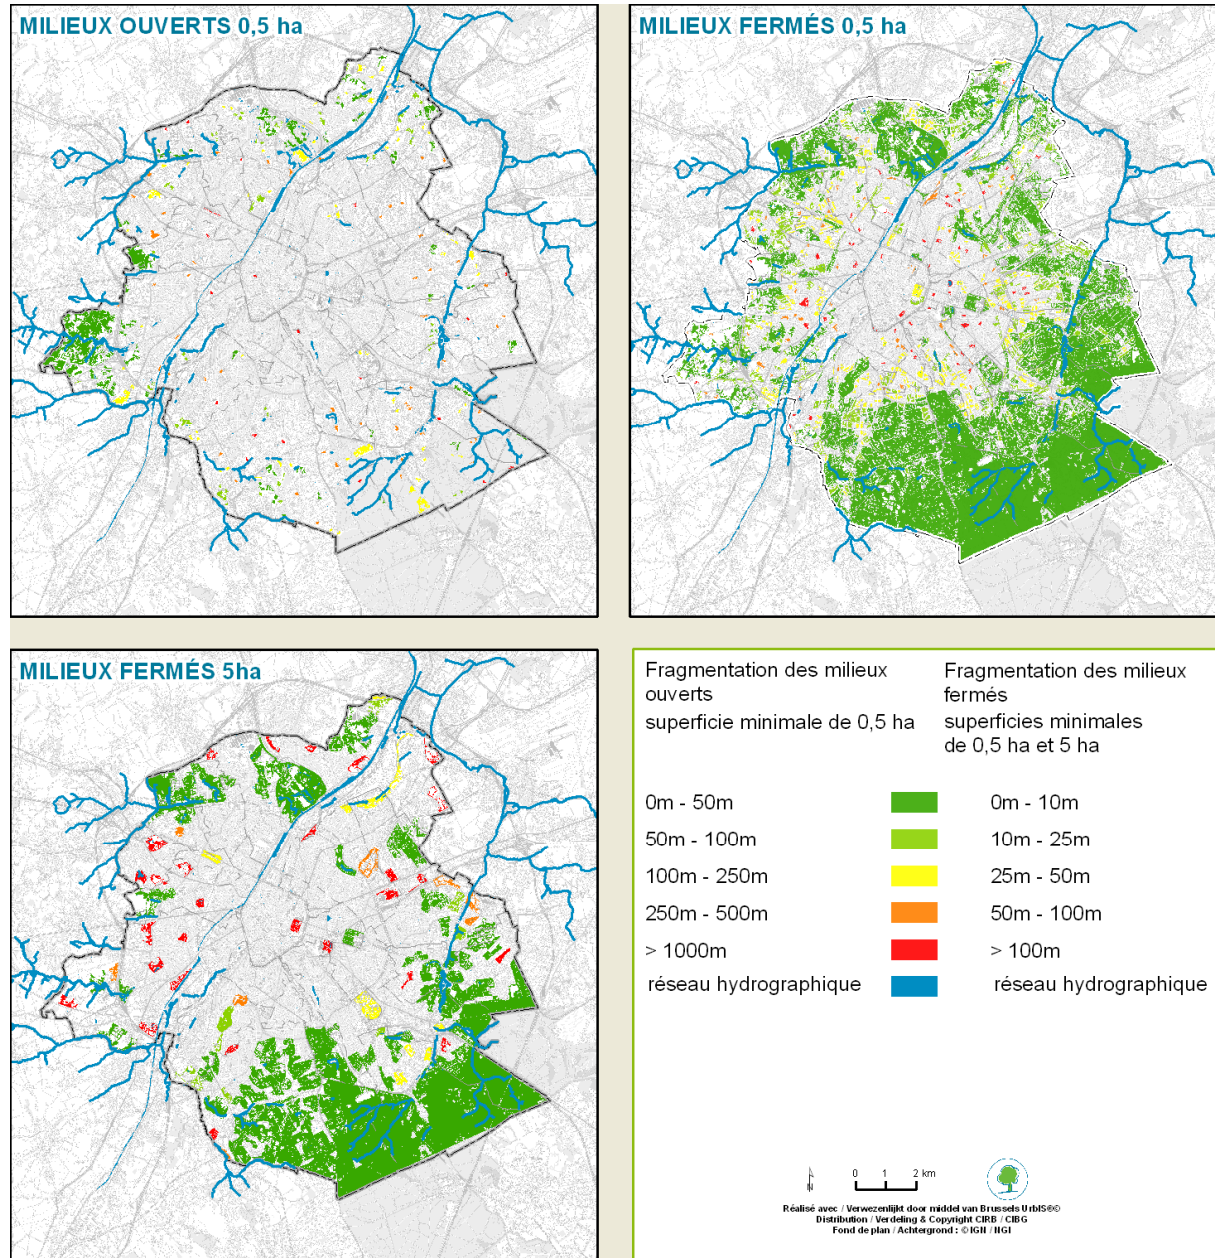 MILIEUX OUVERTS 0,5 ha
MILIEUX FERMÉS 0,5 ha
MILIEUX FERMÉS 5ha
Fragmentation des milieux
ouverts
superficie minimale de 0,5 ha
Fragmentation des milieux
fermés
superficies minimales
de 0,5 ha et 5 ha
0m - 50m
0m - 10m
50m - 100m
10m - 25m
100m - 250m
25m - 50m
250m - 500m
50m - 100m
> 1000m
> 100m
réseau hydrographique
réseau hydrographique
N
0 1 2 km
Réalisé avec / Verwezenlijkt door middel van Brussels UrbIS®©
Distribution / Verdeling & Copyright CIRB / CIBG
Fond de plan / Achtergrond : © IGN / NGI